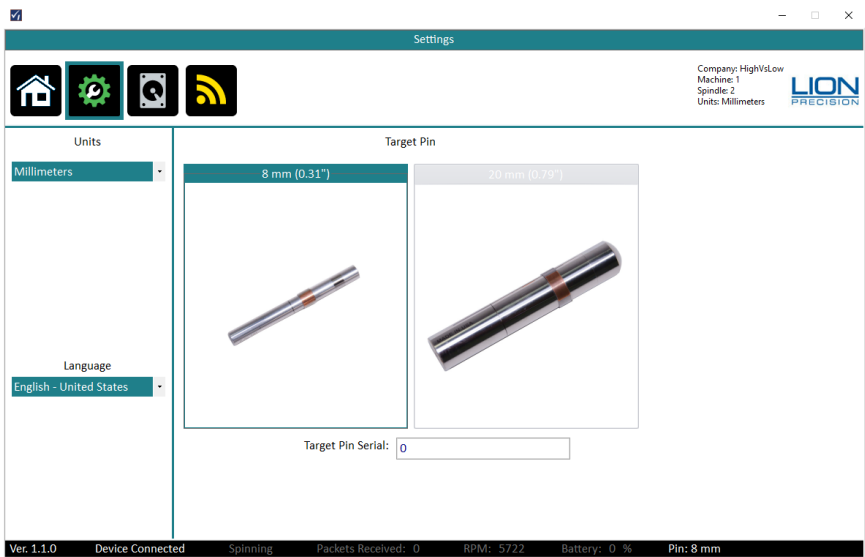 Settings
Company: HighVsLow
Machine: 1
Spindle: 2
Units: Millimeters
LION
PRECISION
Units
Millimeters
Language
English - United States
Target Pin
8 mm (0.31")
20 mm (0.79")
Target Pin Serial: 0
Ver. 1.1.0 Device Connected Spinning Packets Received: 0 RPM: 5722 Battery: 0 % Pin: 8 mm